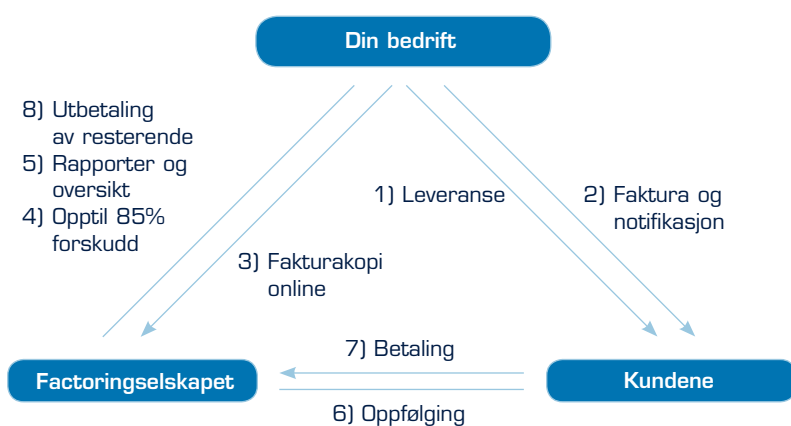 Din bedrift
8) Utbetaling
av resterende
5) Rapporter og
oversikt
4) Opptil 85%
forskudd
1) Leveranse
2) Faktura og
notifikasjon
3) Fakturakopi
online
7) Betaling
Factoringselskapet
Kundene
6) Oppfølging